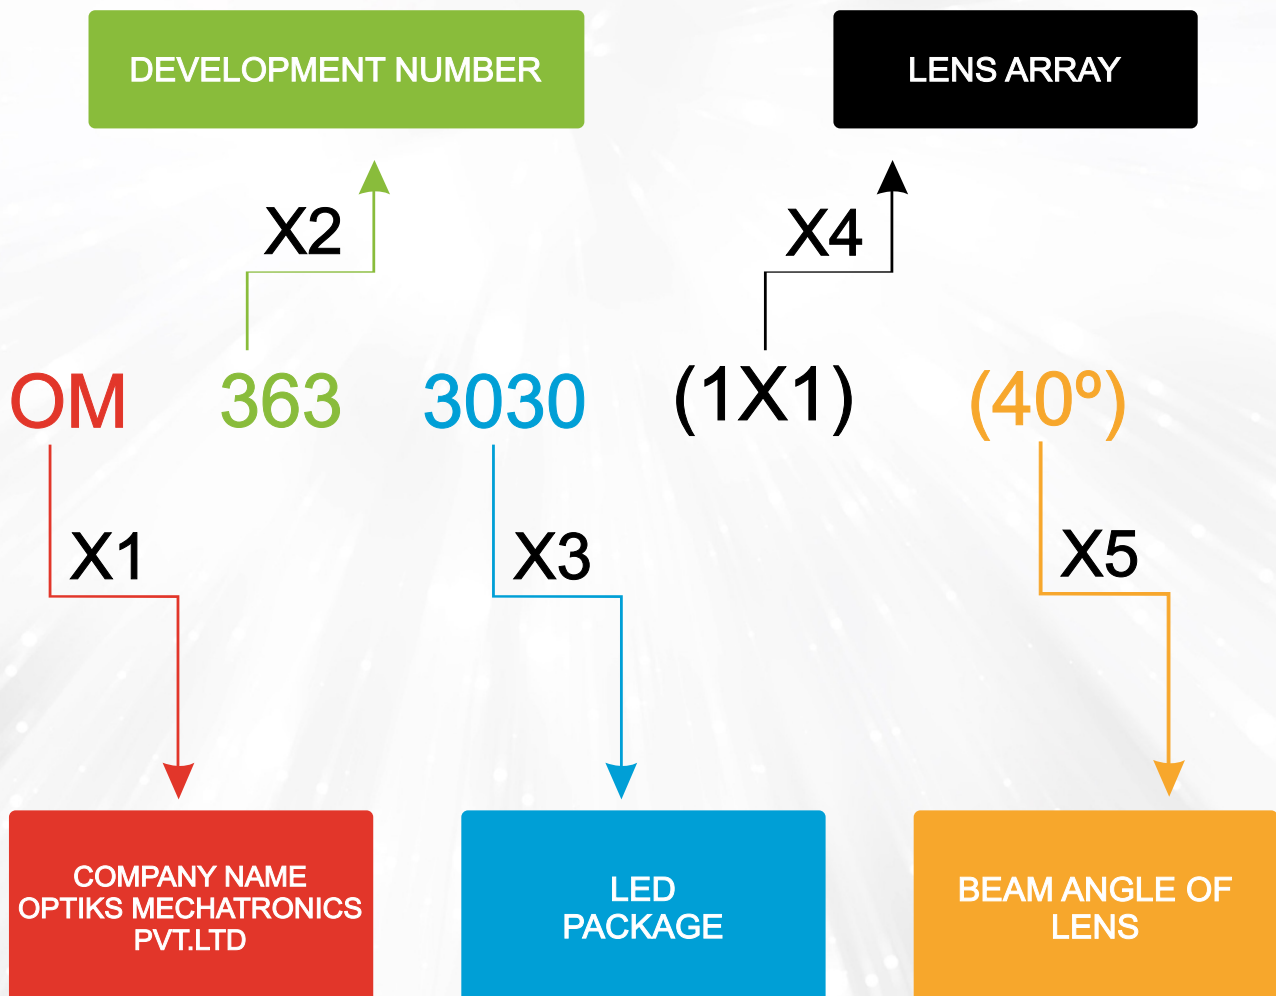 DEVELOPMENT NUMBER
LENS ARRAY
X2
X4
OM 363 3030 (1X1) (40º)
X1
X3
X5
COMPANY NAME
OPTIKS MECHATRONICS
PVT.LTD
LED
PACKAGE
BEAM ANGLE OF
LENS